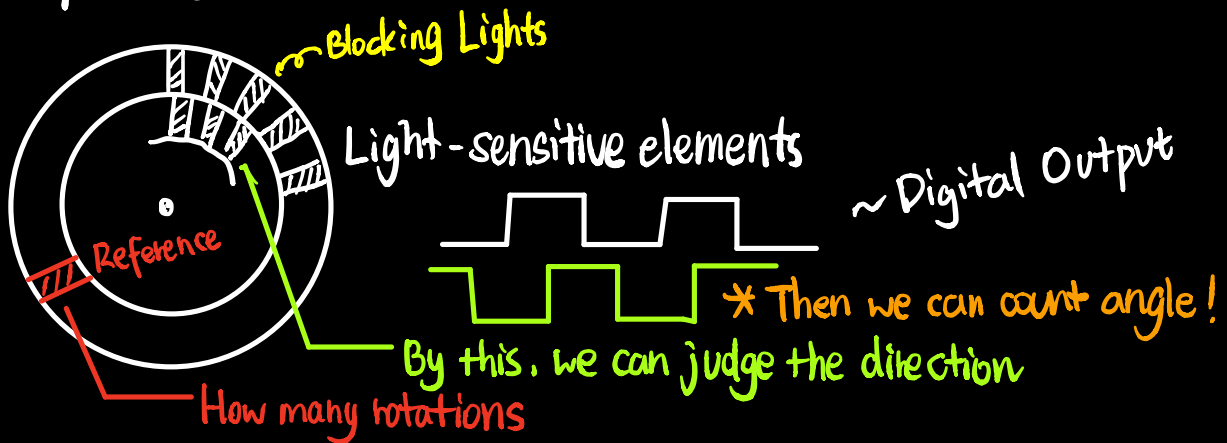 Blocking Lights
Light-sensitive elements
~ Digital Output
Reference
* Then we can count angle!
By this, we can judge the direction
How many rotations